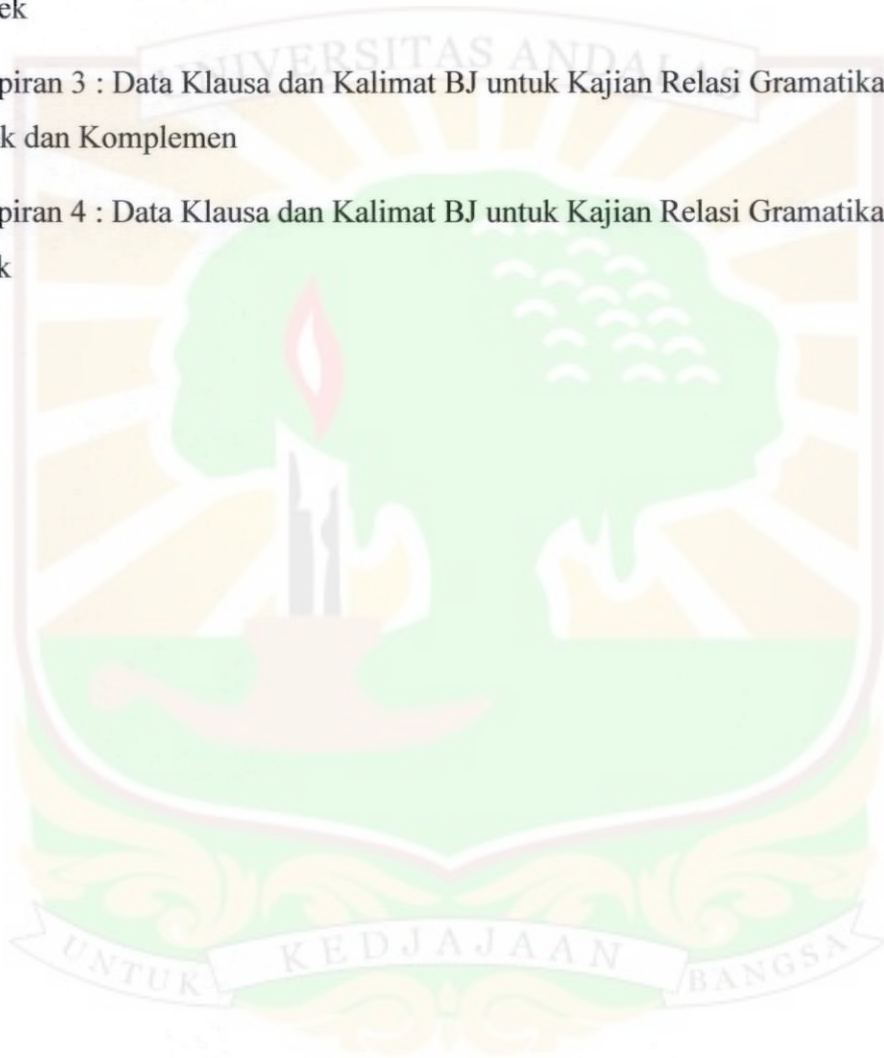 ek
UNIVERSITAS ANDALAS
piran 3 : Data Klausa dan Kalimat BJ untuk Kajian Relasi Gramatika
k dan Komplemen
piran 4 : Data Klausa dan Kalimat BJ untuk Kajian Relasi Gramatika
k
UNTUK KEDJAJAAN BANGSA